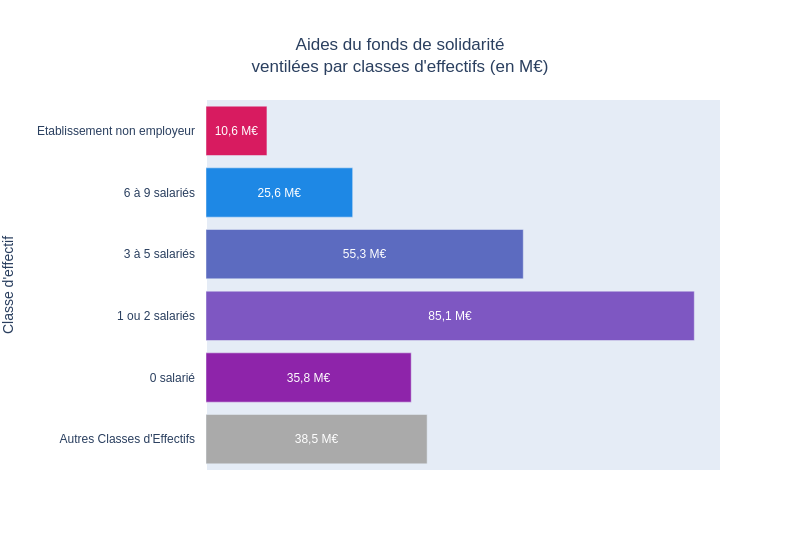 Aides du fonds de solidarité
ventilées par classes d'effectifs (en M€)
Classe d'effectif
Etablissement non employeur
10,6 M€
6 à 9 salariés
25,6 M€
3 à 5 salariés
55,3 M€
1 ou 2 salariés
85,1 M€
0 salarié
35,8 M€
Autres Classes d'Effectifs
38,5 M€